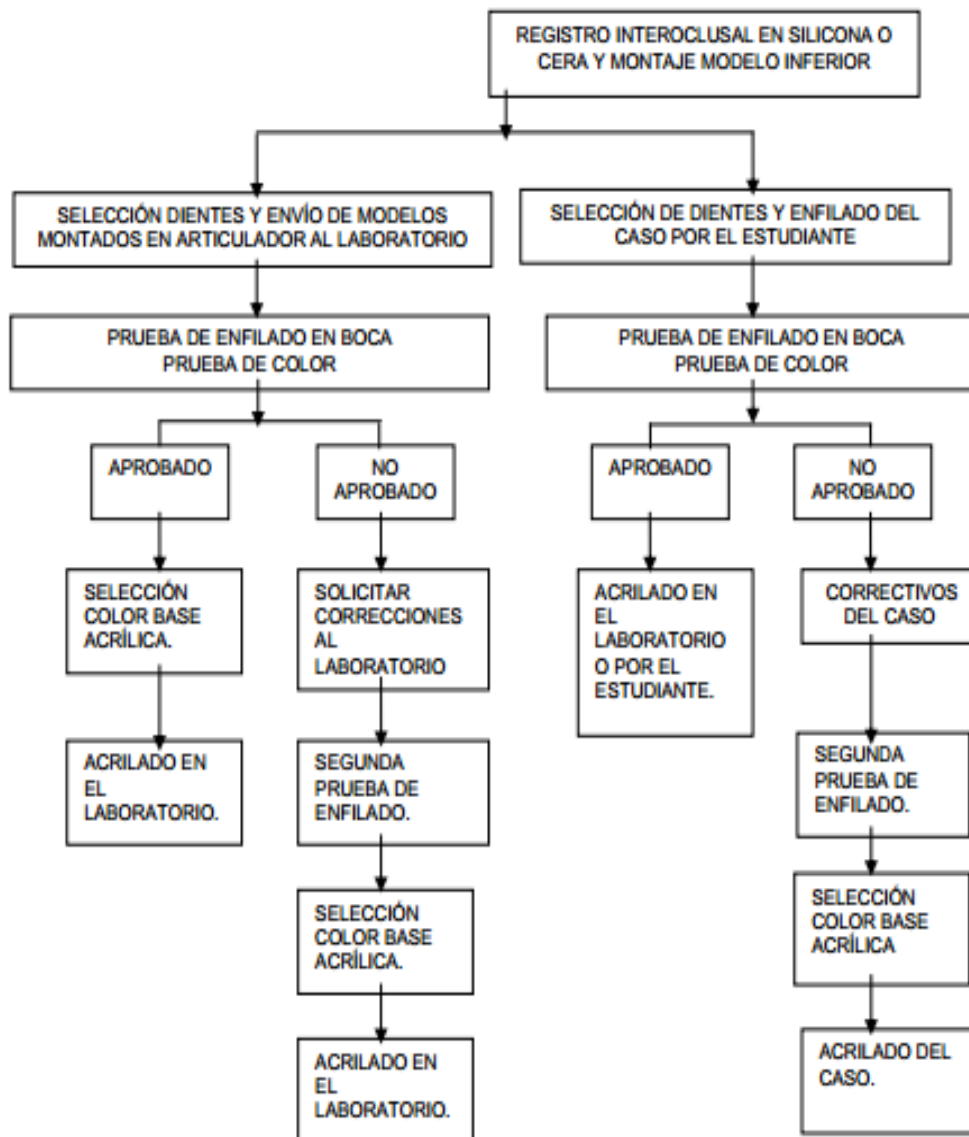 REGISTRO INTEROCLUSAL EN SILICONA O
CERA Y MONTAJE MODELO INFERIOR
SELECCIÓN DIENTES Y ENVÍO DE MODELOS
MONTADOS EN ARTICULADOR AL LABORATORIO
SELECCIÓN DE DIENTES Y ENFILADO DEL
CASO POR EL ESTUDIANTE
PRUEBA DE ENFILADO EN BOCA
PRUEBA DE COLOR
PRUEBA DE ENFILADO EN BOCA
PRUEBA DE COLOR
APROBADO
NO
APROBADO
APROBADO
NO
APROBADO
SELECCIÓN
COLOR BASE
ACRÍLICA.
SOLICITAR
CORRECCIONES
AL
LABORATORIO
ACRILADO EN
EL
LABORATORIO
O POR EL
ESTUDIANTE.
CORRECTIVOS
DEL CASO
ACRILADO EN
EL
LABORATORIO.
SEGUNDA
PRUEBA DE
ENFILADO.
SEGUNDA
PRUEBA DE
ENFILADO.
SELECCIÓN
COLOR BASE
ACRÍLICA.
SELECCIÓN
COLOR BASE
ACRÍLICA
ACRILADO EN
EL
LABORATORIO.
ACRILADO DEL
CASO.